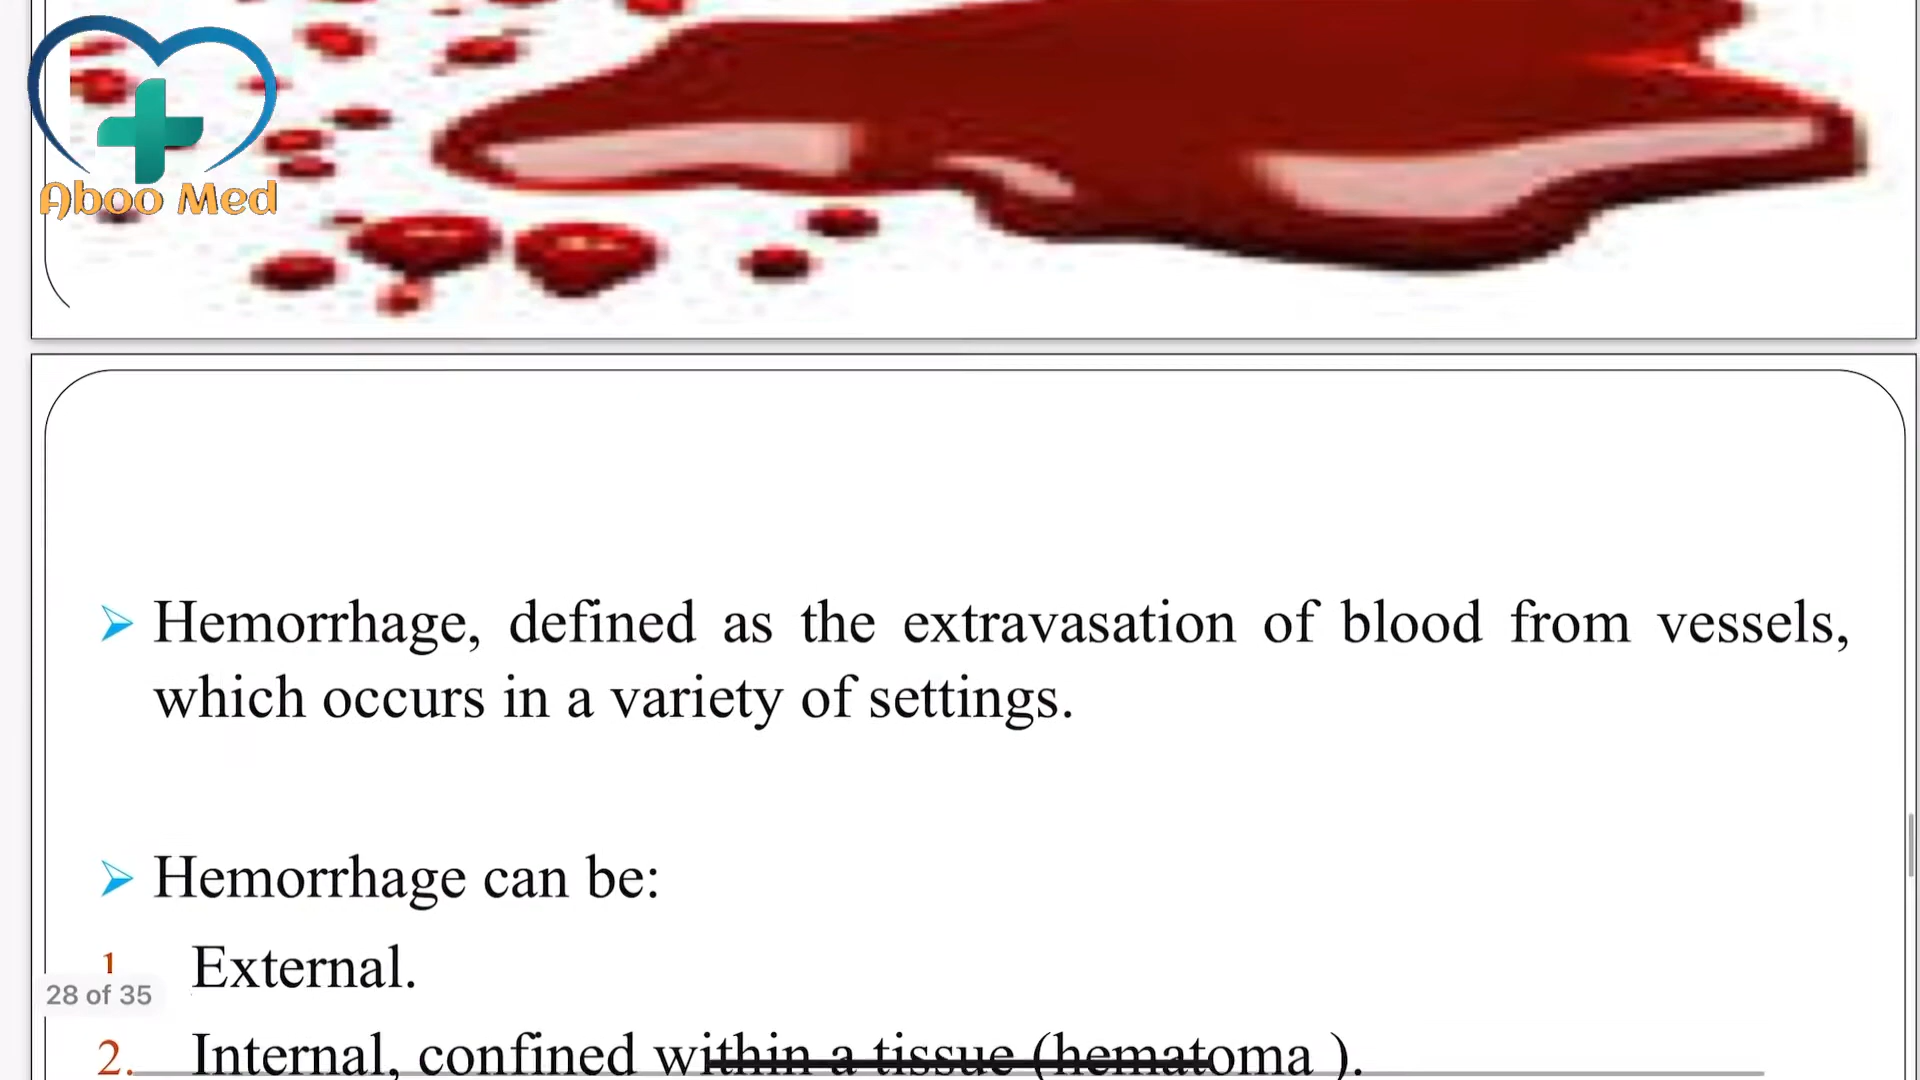 Aboo Med
Hemorrhage, defined as the extravasation of blood from vessels,
which occurs in a variety of settings.
Hemorrhage can be:
1 External.
28 of 35
2. Internal, confined within a tissue (hematoma ).